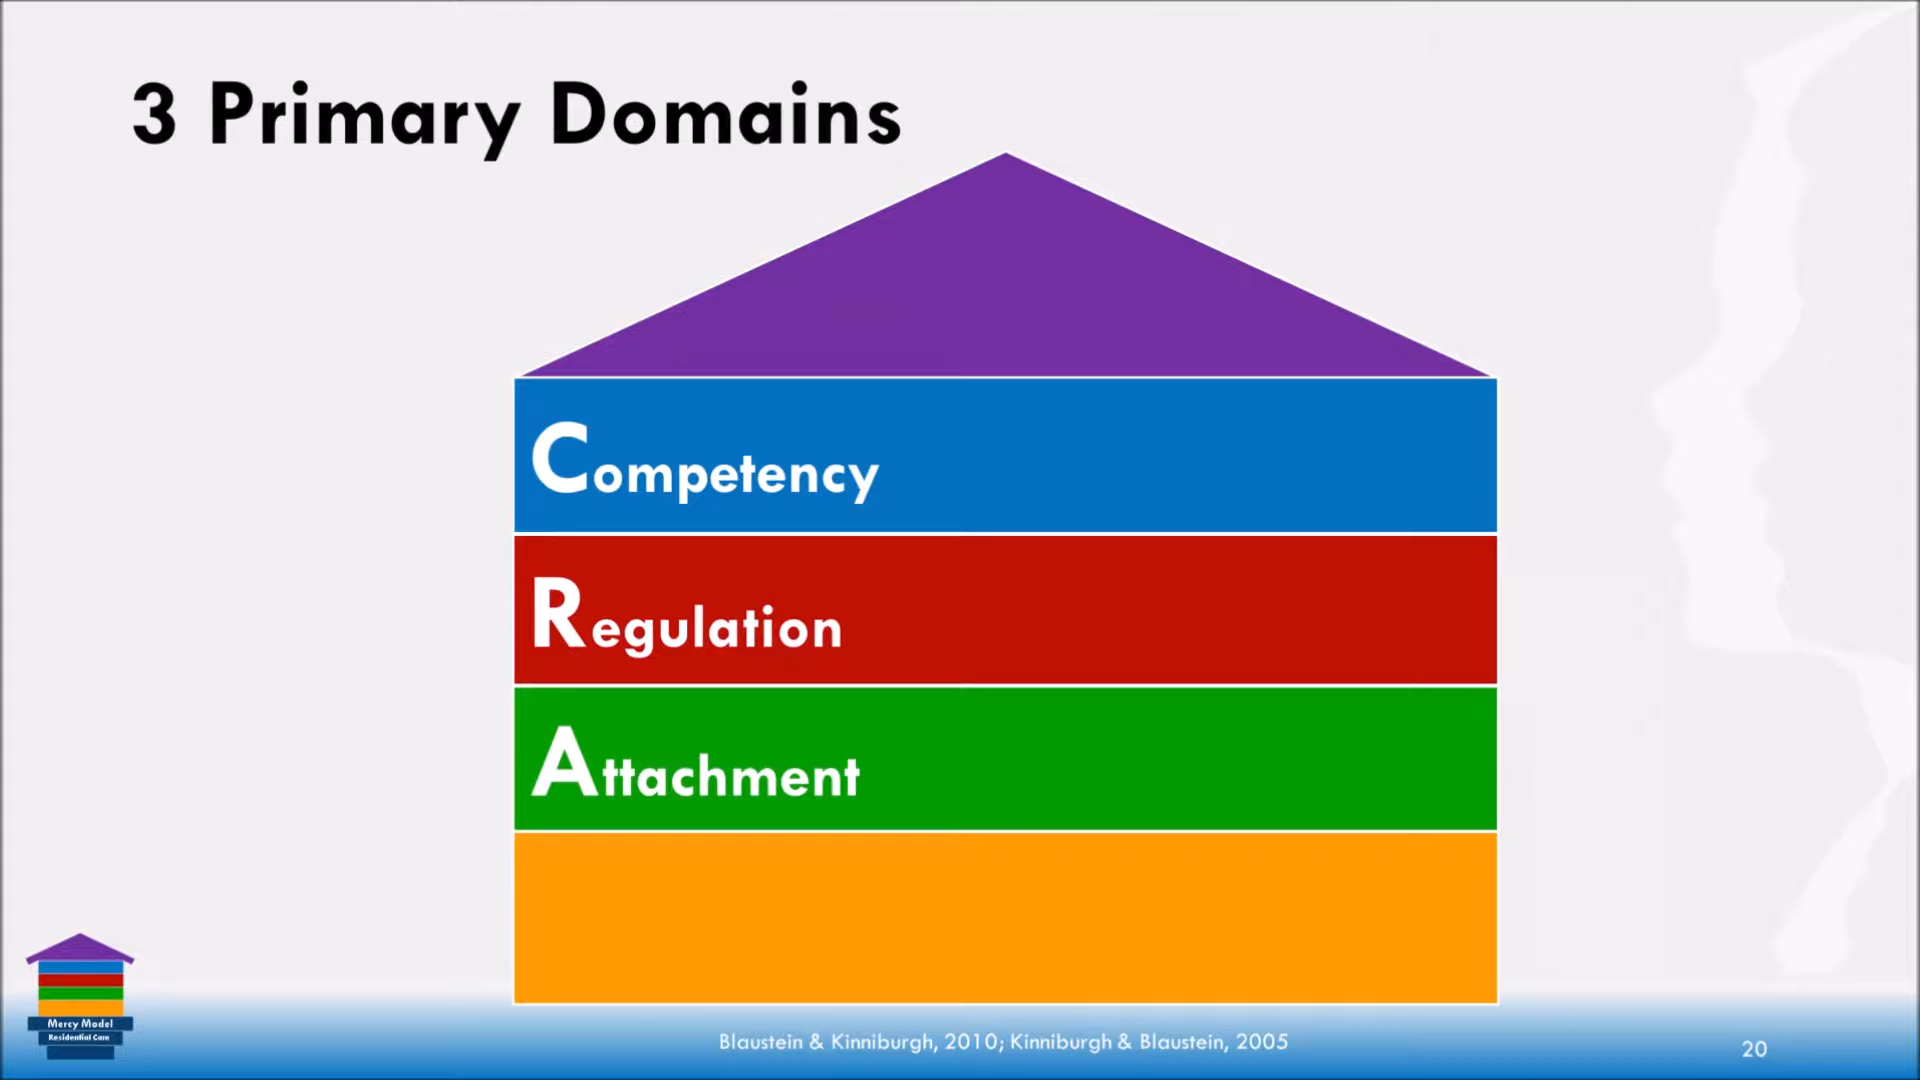 3 Primary Domains
Competency
Regulation
Attachment
Mercy Model
Residential Care
Blaustein & Kinniburgh, 2010; Kinniburgh & Blaustein, 2005
20